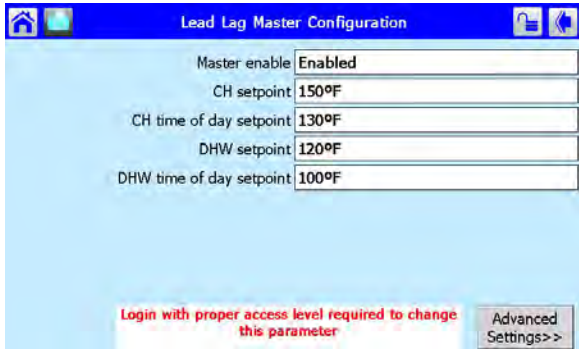 Lead Lag Master Configuration
Master enable Enabled
CH setpoint 150ºF
CH time of day setpoint 130ºF
DHW setpoint 120ºF
DHW time of day setpoint 100ºF
Login with proper access level required to change
this parameter
Advanced
Settings>>